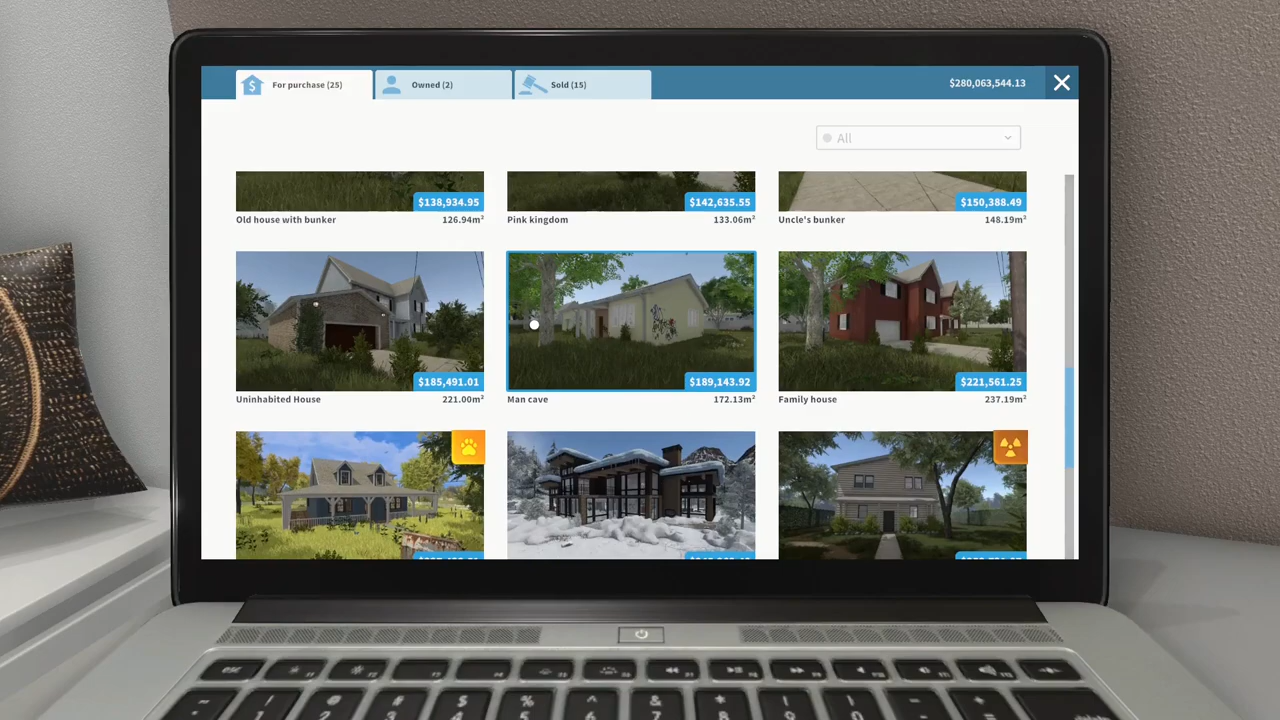 For purchase (25)
Owned (2)
Sold (15)
$280,063,544.13
All
$138,934.95
$142,635.55
$150,388.49
Old house with bunker
126.94m²
Pink kingdom
133.06m²
Uncle's bunker
148.19m²
$185,491.01
$189,143.92
$221,561.25
Uninhabited House
221.00m²
Man cave
172.13m²
Family house
237.19m²
esc